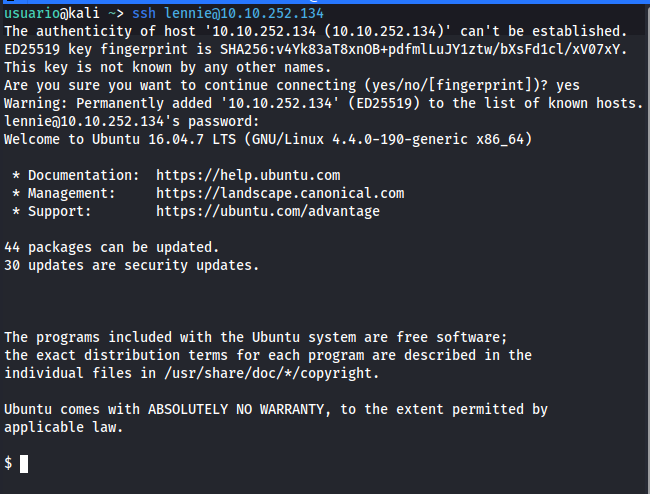 usuario@kali ~> ssh lennie@10.10.252.134
The authenticity of host '10.10.252.134 (10.10.252.134)' can't be established.
ED25519 key fingerprint is SHA256:v4Yk83aT8xnOB+pdfmlLuJY1ztw/bXsFd1cl/xV07xY.
This key is not known by any other names.
Are you sure you want to continue connecting (yes/no/[fingerprint])? yes
Warning: Permanently added '10.10.252.134' (ED25519) to the list of known hosts.
lennie@10.10.252.134's password:
Welcome to Ubuntu 16.04.7 LTS (GNU/Linux 4.4.0-190-generic x86_64)
* Documentation:  https://help.ubuntu.com
* Management:     https://landscape.canonical.com
* Support:        https://ubuntu.com/advantage
44 packages can be updated.
30 updates are security updates.
The programs included with the Ubuntu system are free software;
the exact distribution terms for each program are described in the
individual files in /usr/share/doc/*/copyright.
Ubuntu comes with ABSOLUTELY NO WARRANTY, to the extent permitted by
applicable law.
$